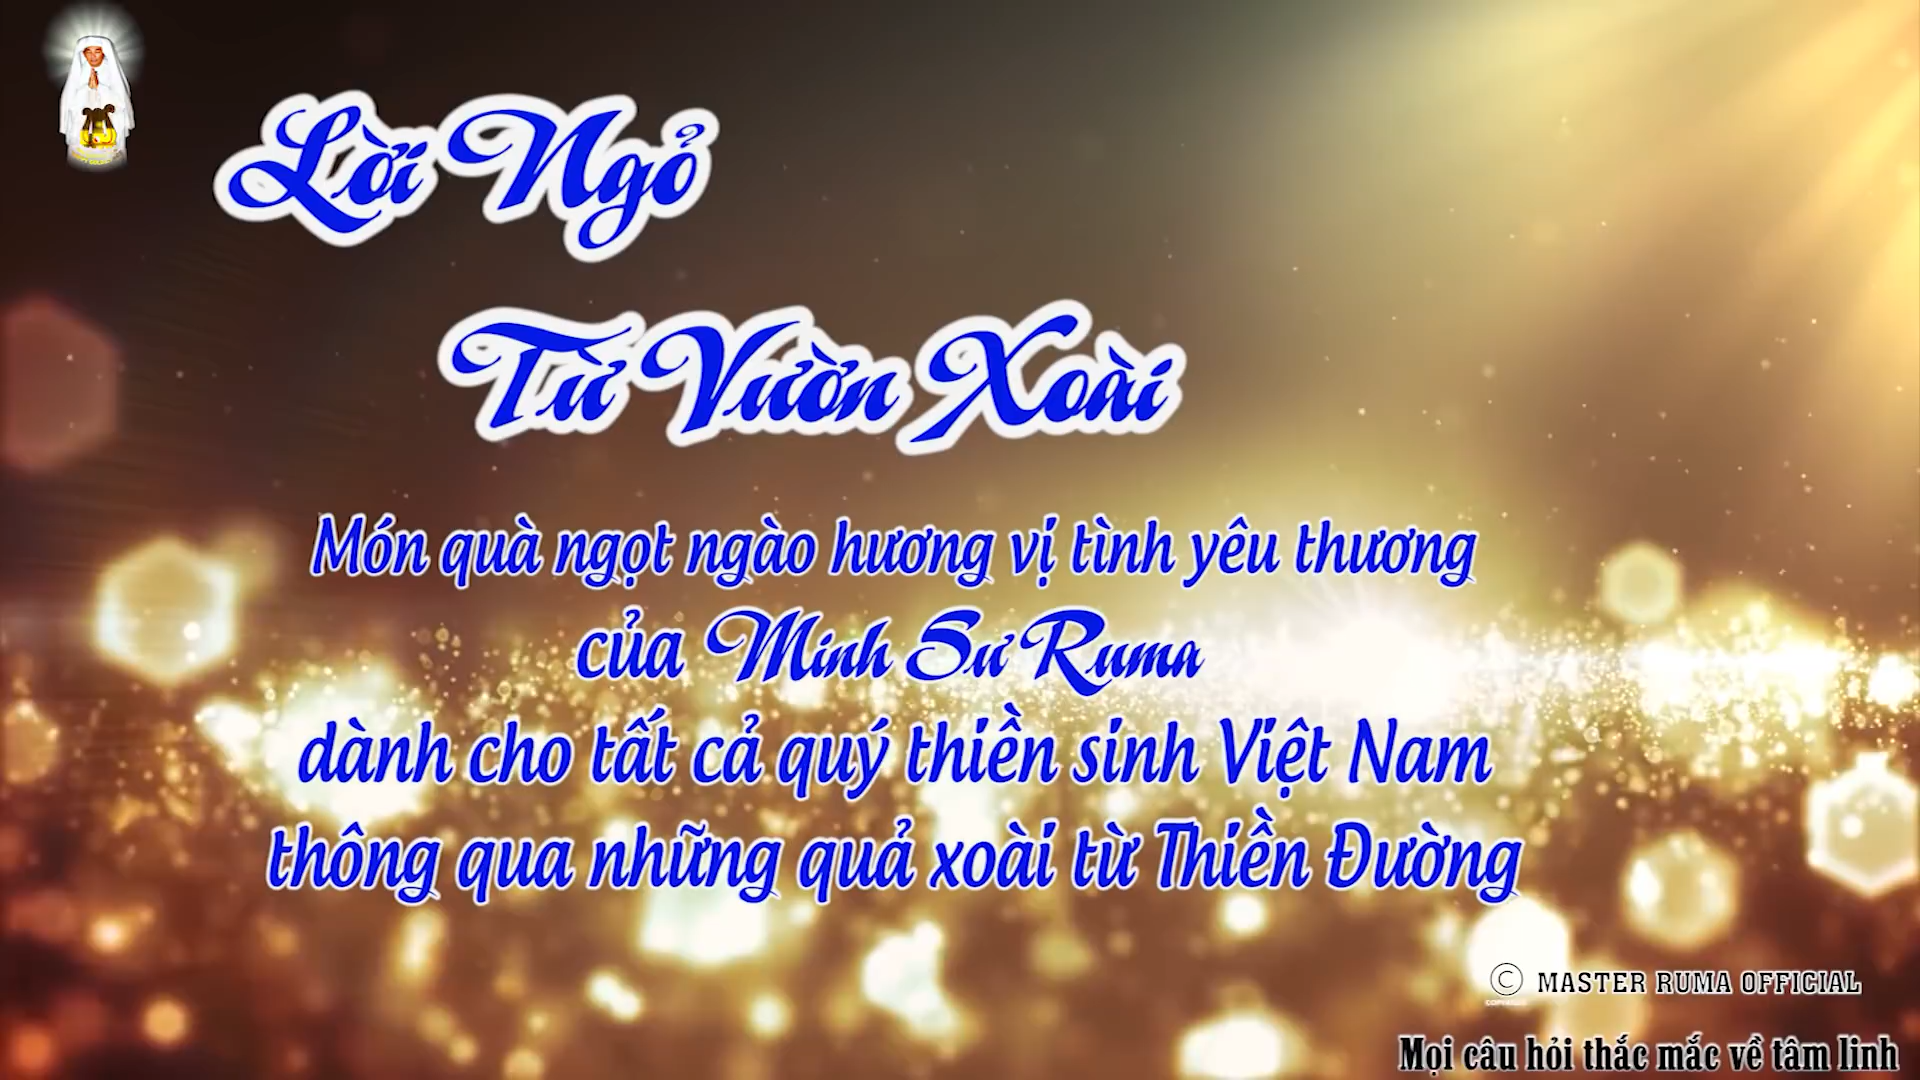 Lời Ngỏ
Từ Vườn Xoài
Món quà ngọt ngào hương vị tình yêu thương
của Minh Sư Ruma
dành cho tất cả quý thiền sinh Việt Nam
thông qua những quả xoài từ Thiền Đường
© MASTER RUMA OFFICIAL
Mọi câu hỏi thắc mắc về tâm linh